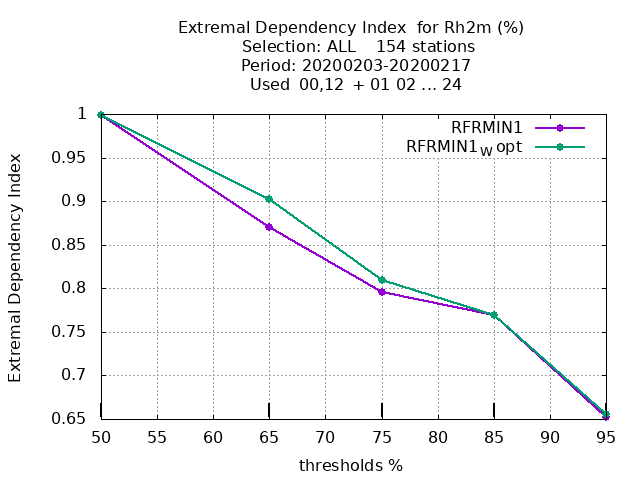 Extremal Dependency Index  for Rh2m (%)
Selection: ALL    154 stations
Period: 20200203-20200217
Used  00,12  + 01 02 ... 24
Extremal Dependency Index
1
0.95
0.9
0.85
0.8
0.75
0.7
0.65
RFRMIN1
RFRMIN1W opt
50 55 60 65 70 75 80 85 90 95
thresholds %